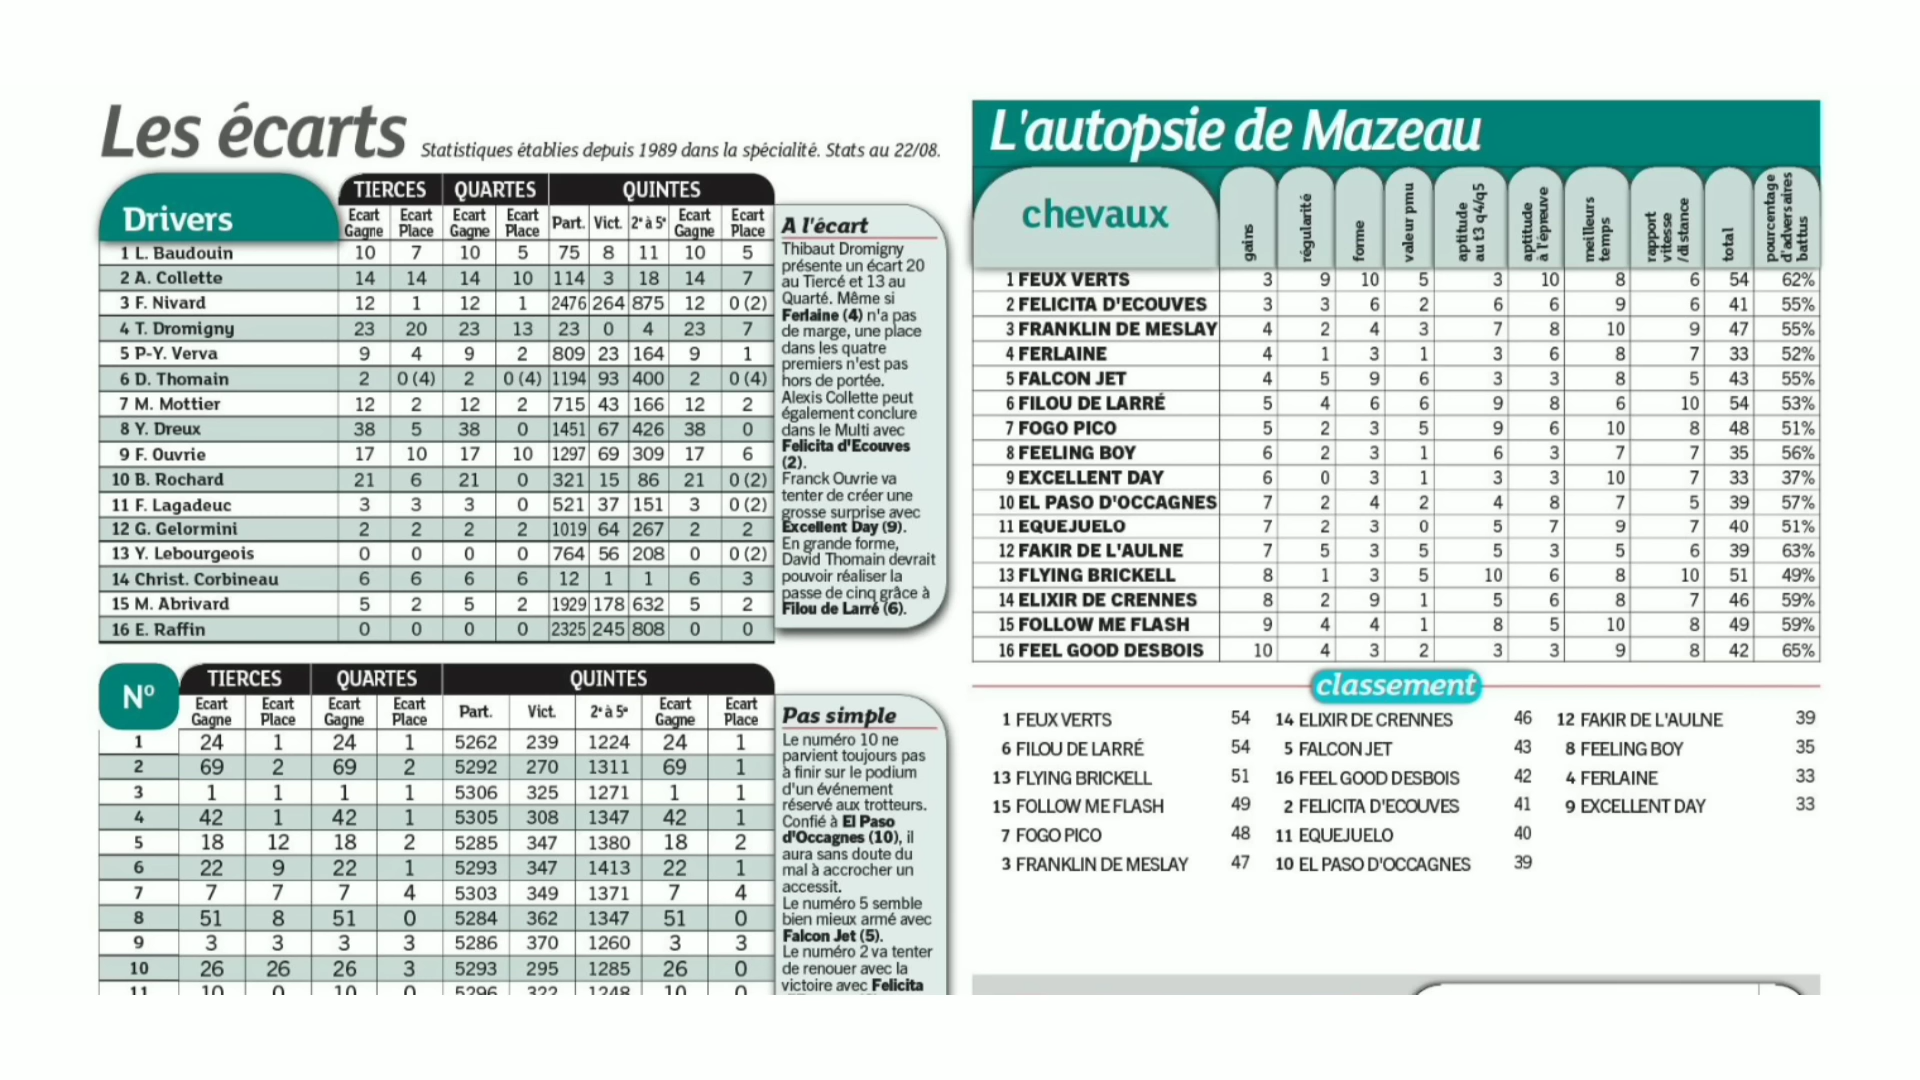 Les écarts Statistiques établies depuis 1989 dans la spécialité. Stats au 22/08.
TIERCES QUARTES QUINTES
Drivers Ecart Gagne Ecart Place Ecart Gagne Ecart Place Part. Vict. 2e à 5e Ecart Gagne Ecart Place
1 L. Baudouin 10 7 10 5 75 8 11 10 5
2 A. Collette 14 14 14 10 114 3 18 14 7
3 F. Nivard 12 1 12 1 2476 264 875 12 0 (2)
4 T. Dromigny 23 20 23 13 23 0 4 23 7
5 P-Y. Verva 9 4 9 2 809 23 164 9 1
6 D. Thomain 2 0 (4) 2 0 (4) 1194 93 400 2 0 (4)
7 M. Mottier 12 2 12 2 715 43 166 12 2
8 Y. Dreux 38 5 38 0 1451 67 426 38 0
9 F. Ouvrie 17 10 17 10 1297 69 309 17 6
10 B. Rochard 21 6 21 0 321 15 86 21 0 (2)
11 F. Lagadeuc 3 3 3 0 521 37 151 3 0 (2)
12 G. Gelormini 2 2 2 2 1019 64 267 2 2
13 Y. Lebourgeois 0 0 0 0 764 56 208 0 0 (2)
14 Christ. Corbineau 6 6 6 6 12 1 1 6 3
15 M. Abrivard 5 2 5 2 1929 178 632 5 2
16 E. Raffin 0 0 0 0 2325 245 808 0 0
A l'écart
Thibaut Dromigny
présente un écart 20
au Tiercé et 13 au
Quarté. Même si
Ferlaine (4) n'a pas
de marge, une place
dans les quatre
premiers n'est pas
hors de portée.
Alexis Collette peut
également conclure
dans le Multi avec
Felicita d'Ecouves
(2).
Franck Ouvrie va
tenter de créer une
grosse surprise avec
Excellent Day (9).
En grande forme,
David Thomain devrait
pouvoir réaliser la
passe de cinq grâce à
Filou de Larré (6).
TIERCES QUARTES QUINTES
N° Ecart Gagne Ecart Place Ecart Gagne Ecart Place Part. Vict. 2e à 5e Ecart Gagne Ecart Place
1 24 1 24 1 5262 239 1224 24 1
2 69 2 69 2 5292 270 1311 69 1
3 1 1 1 1 5306 325 1271 1 1
4 42 1 42 1 5305 308 1347 42 1
5 18 12 18 2 5285 347 1380 18 2
6 22 9 22 1 5293 347 1413 22 1
7 7 7 7 4 5303 349 1371 7 4
8 51 8 51 0 5284 362 1347 51 0
9 3 3 3 3 5286 370 1260 3 3
10 26 26 26 3 5293 295 1285 26 0
11 10 0 10 0 5296 322 1248 10 0
Pas simple
Le numéro 10 ne
parvient toujours pas
à finir sur le podium
d'un événement
réservé aux trotteurs.
Confié à El Paso
d'Occagnes (10), il
aura sans doute du
mal à accrocher un
accessit.
Le numéro 5 semble
bien mieux armé avec
Falcon Jet (5).
Le numéro 2 va tenter
de renouer avec la
victoire avec Felicita
L'autopsie de Mazeau
chevaux gains régularité forme valeur pmu aptitude au t3 q4/q5 aptitude à l'épreuve meilleurs temps rapport vitesse /distance total pourcentage d'adversaires battus
1 FEUX VERTS 3 9 10 5 3 10 8 6 54 62%
2 FELICITA D'ECOUVES 3 3 6 2 6 6 9 6 41 55%
3 FRANKLIN DE MESLAY 4 2 4 3 7 8 10 9 47 55%
4 FERLAINE 4 1 3 1 3 6 8 7 33 52%
5 FALCON JET 4 5 9 6 3 3 8 5 43 55%
6 FILOU DE LARRÉ 5 4 6 6 9 8 6 10 54 53%
7 FOGO PICO 5 2 3 5 9 6 10 8 48 51%
8 FEELING BOY 6 2 3 1 6 3 7 7 35 56%
9 EXCELLENT DAY 6 0 3 1 3 3 10 7 33 37%
10 EL PASO D'OCCAGNES 7 2 4 2 4 8 7 5 39 57%
11 EQUEJUELO 7 2 3 0 5 7 9 7 40 51%
12 FAKIR DE L'AULNE 7 5 3 5 5 3 5 6 39 63%
13 FLYING BRICKELL 8 1 3 5 10 6 8 10 51 49%
14 ELIXIR DE CRENNES 8 2 9 1 5 6 8 7 46 59%
15 FOLLOW ME FLASH 9 4 4 1 8 5 10 8 49 59%
16 FEEL GOOD DESBOIS 10 4 3 2 3 3 9 8 42 65%
classement
1 FEUX VERTS 54 14 ELIXIR DE CRENNES 46 12 FAKIR DE L'AULNE 39
6 FILOU DE LARRÉ 54 5 FALCON JET 43 8 FEELING BOY 35
13 FLYING BRICKELL 51 16 FEEL GOOD DESBOIS 42 4 FERLAINE 33
15 FOLLOW ME FLASH 49 2 FELICITA D'ECOUVES 41 9 EXCELLENT DAY 33
7 FOGO PICO 48 11 EQUEJUELO 40
3 FRANKLIN DE MESLAY 47 10 EL PASO D'OCCAGNES 39